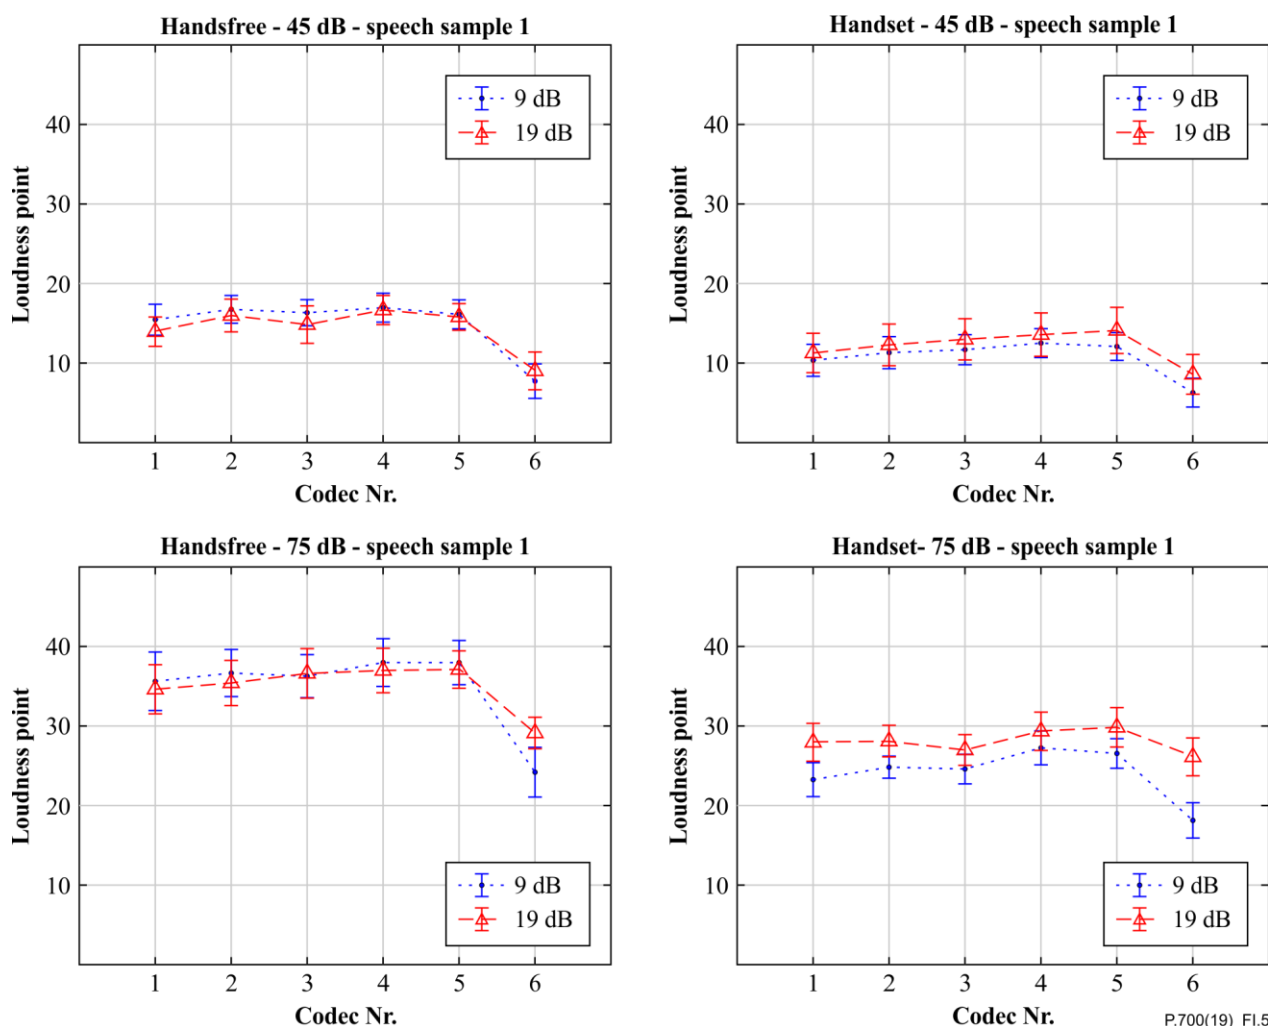 Handsfree - 45 dB - speech sample 1
Loudness point
40
30
20
10
9 dB
19 dB
1 2 3 4 5 6
Codec Nr.
Handset - 45 dB - speech sample 1
Loudness point
40
30
20
10
9 dB
19 dB
1 2 3 4 5 6
Codec Nr.
Handsfree - 75 dB - speech sample 1
Loudness point
40
30
20
10
9 dB
19 dB
1 2 3 4 5 6
Codec Nr.
Handset- 75 dB - speech sample 1
Loudness point
40
30
20
10
9 dB
19 dB
1 2 3 4 5 6
Codec Nr.
P.700(19)_FI.5